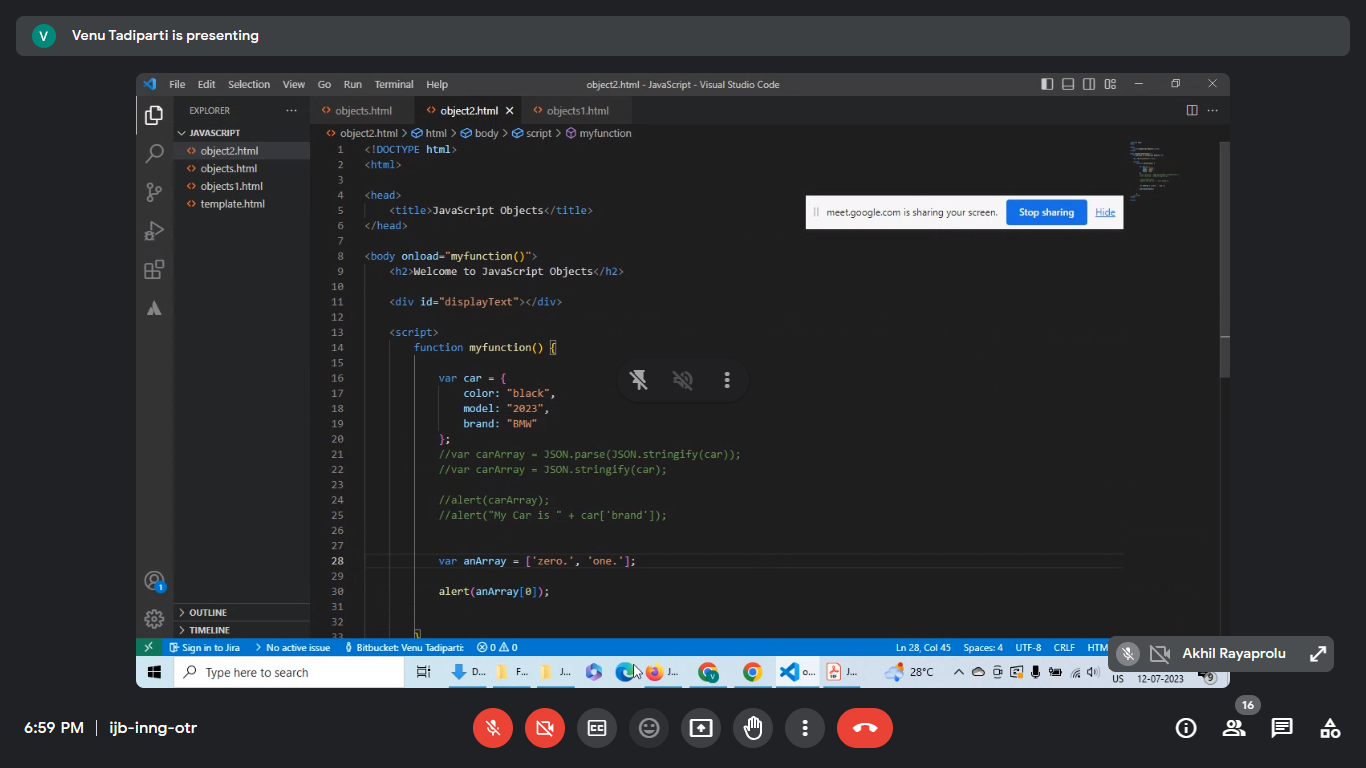 V Venu Tadiparti is presenting
File Edit Selection View Go Run Terminal Help object2.html - JavaScript - Visual Studio Code
EXPLORER ··· objects.html object2.html objects1.html ···
JAVASCRIPT
object2.html
objects.html
objects1.html
template.html
object2.html > html > body > script > myfunction
1 <!DOCTYPE html>
2 <html>
3
4 <head>
5 <title>JavaScript Objects</title>
6 </head>
7
8 <body onload="myfunction()">
9 <h2>Welcome to JavaScript Objects</h2>
10
11 <div id="displayText"></div>
12
13 <script>
14 function myfunction() {
15
16 var car = {
17 color: "black",
18 model: "2023",
19 brand: "BMW"
20 };
21 //var carArray = JSON.parse(JSON.stringify(car));
22 //var carArray = JSON.stringify(car);
23
24 //alert(carArray);
25 //alert("My Car is " + car['brand']);
26
27
28 var anArray = ['zero.', 'one.'];
29
30 alert(anArray[0]);
31
32
33 }
meet.google.com is sharing your screen. Stop sharing Hide
1
OUTLINE
TIMELINE
Sign in to Jira No active issue Bitbucket: Venu Tadiparti: 0 0 Ln 28, Col 45 Spaces: 4 UTF-8 CRLF HTM
Type here to search D... F... J... J... o... J... 28°C
US 12-07-2023 9
Akhil Rayaprolu
6:59 PM | ijb-inng-otr
16